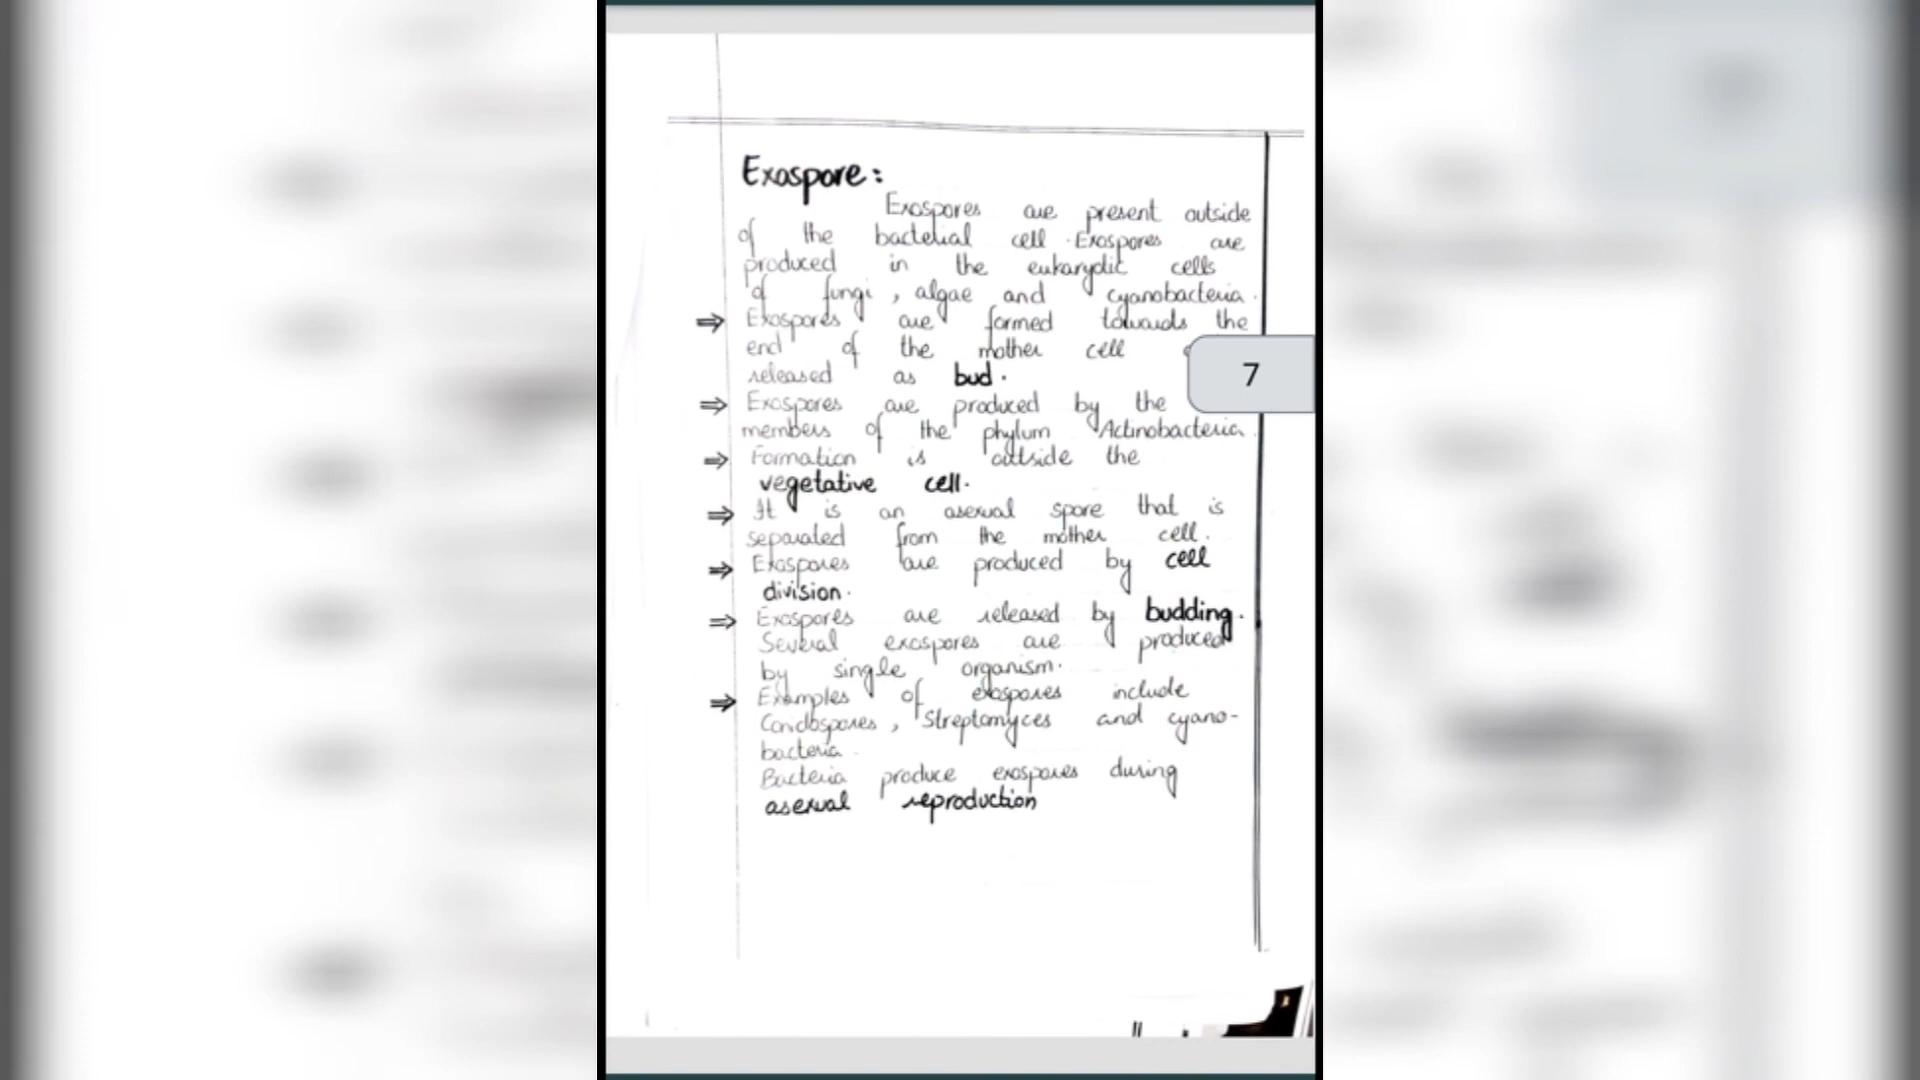 Exospore:
Exospores are present outside
of the bacterial cell. Exospores are
produced in the eukaryotic cells
of fungi, algae and cyanobacteria.
⇒ Exospores are formed towards the
end of the mother cell
released as bud.
7
⇒ Exospores are produced by the
members of the phylum Actinobacteria.
⇒ Formation is outside the
vegetative cell.
⇒ It is an asexual spore that is
separated from the mother cell.
⇒ Exospores are produced by cell
division.
⇒ Exospores are released by budding.
Several exospores are produced
by single organism.
⇒ Examples of exospores include
Conidospores, Streptomyces and cyano-
bacteria.
Bacteria produce exospores during
asexual reproduction